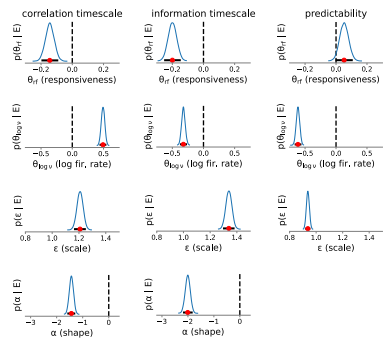 correlation timescale information timescale predictability
p(θrf | E) p(θrf | E) p(θrf | E)
−0.2 0.0 0.2 −0.2 0.0 0.2 0.0 0.2
θrf (responsiveness) θrf (responsiveness) θrf (responsiveness)
p(θlog ν | E) p(θlog ν | E) p(θlog ν | E)
−0.5 0.0 0.5 −0.5 0.0 0.5 −0.5 0.0 0.5
θlog ν (log fir. rate) θlog ν (log fir. rate) θlog ν (log fir. rate)
p(ε | E) p(ε | E) p(ε | E)
0.8 1.0 1.2 1.4 0.8 1.0 1.2 1.4 0.8 1.0 1.2 1.4
ε (scale) ε (scale) ε (scale)
p(α | E) p(α | E)
−3 −2 −1 0 −3 −2 −1 0
α (shape) α (shape)